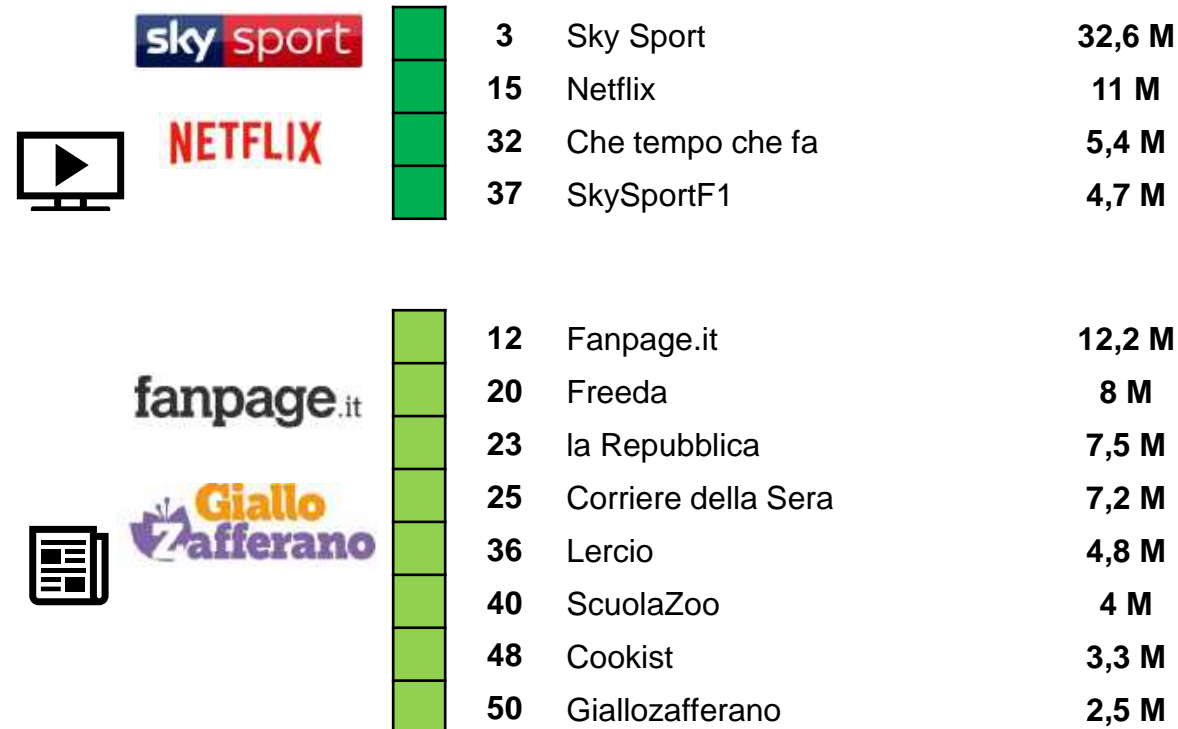 sky sport
3 Sky Sport 32,6 M
15 Netflix 11 M
NETFLIX
32 Che tempo che fa 5,4 M
37 SkySportF1 4,7 M
12 Fanpage.it 12,2 M
fanpage.it
20 Freeda 8 M
23 la Repubblica 7,5 M
25 Corriere della Sera 7,2 M
Giallo
Zafferano
36 Lercio 4,8 M
40 ScuolaZoo 4 M
48 Cookist 3,3 M
50 Giallozafferano 2,5 M